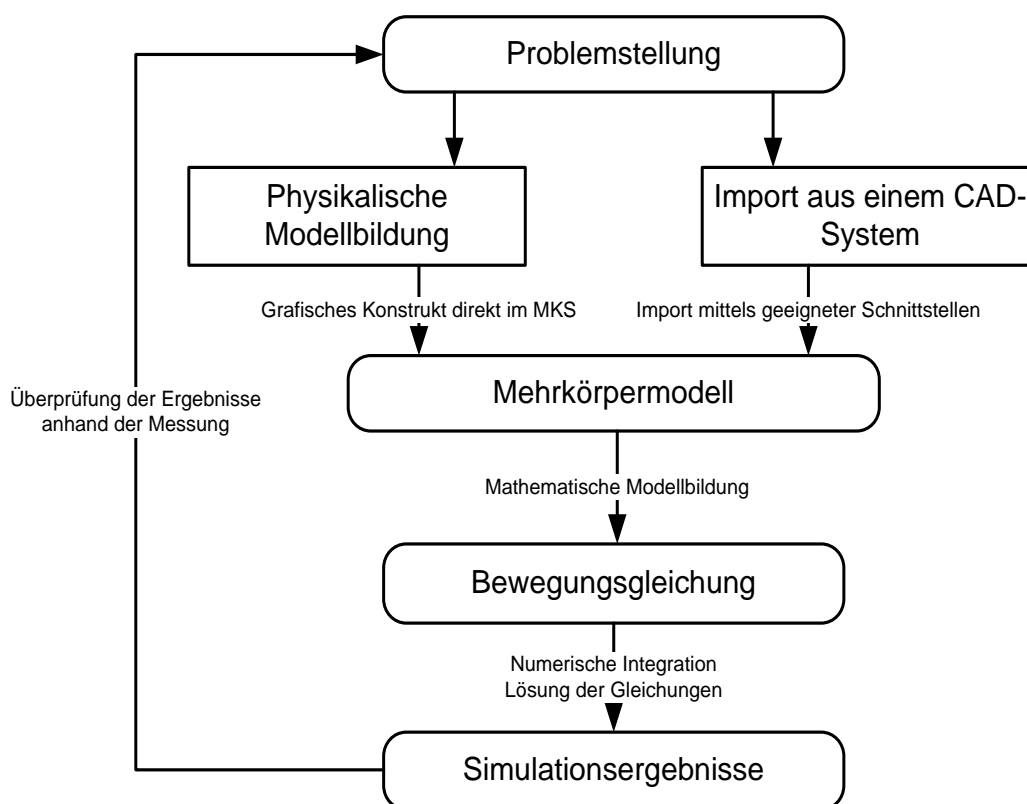 Problemstellung
Physikalische
Modellbildung
Import aus einem CAD-
System
Grafisches Konstrukt direkt im MKS
Import mittels geeigneter Schnittstellen
Mehrkörpermodell
Überprüfung der Ergebnisse
anhand der Messung
Mathematische Modellbildung
Bewegungsgleichung
Numerische Integration
Lösung der Gleichungen
Simulationsergebnisse